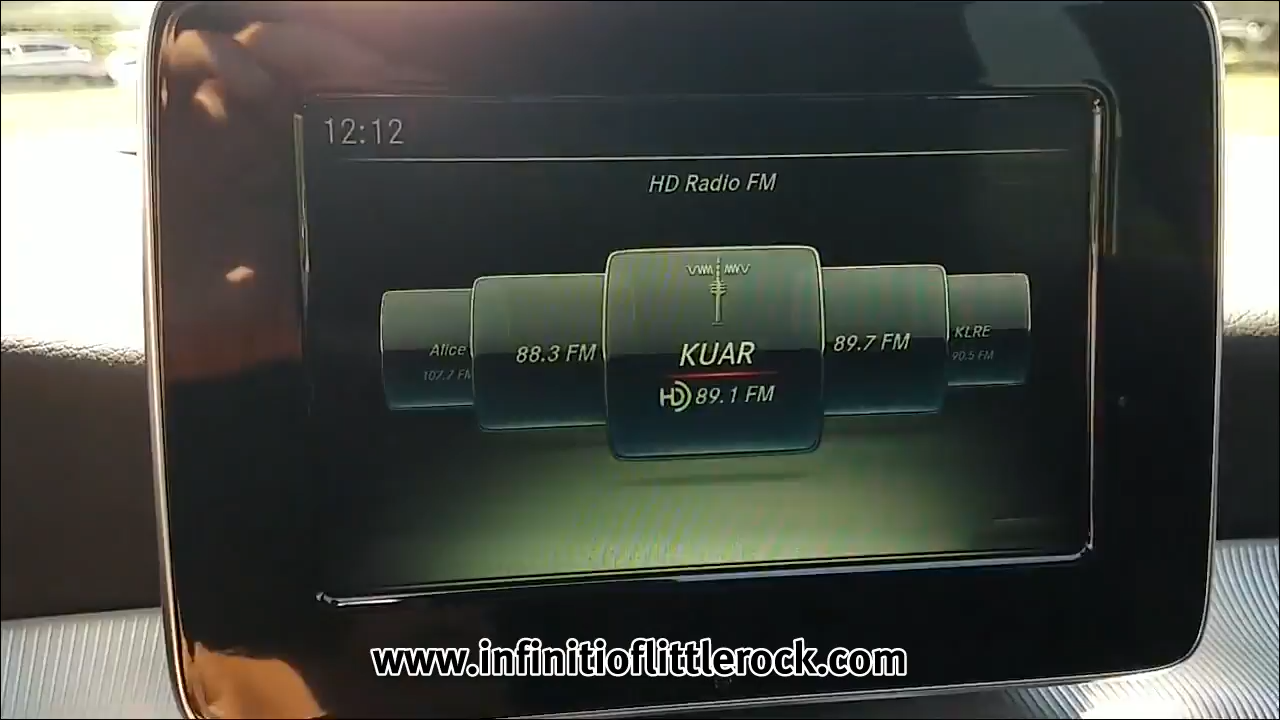 12:12
HD Radio FM
Alice
107.7 FM
88.3 FM
KUAR
HD 89.1 FM
89.7 FM
KLRE
90.5 FM
www.infinitioflittlerock.com